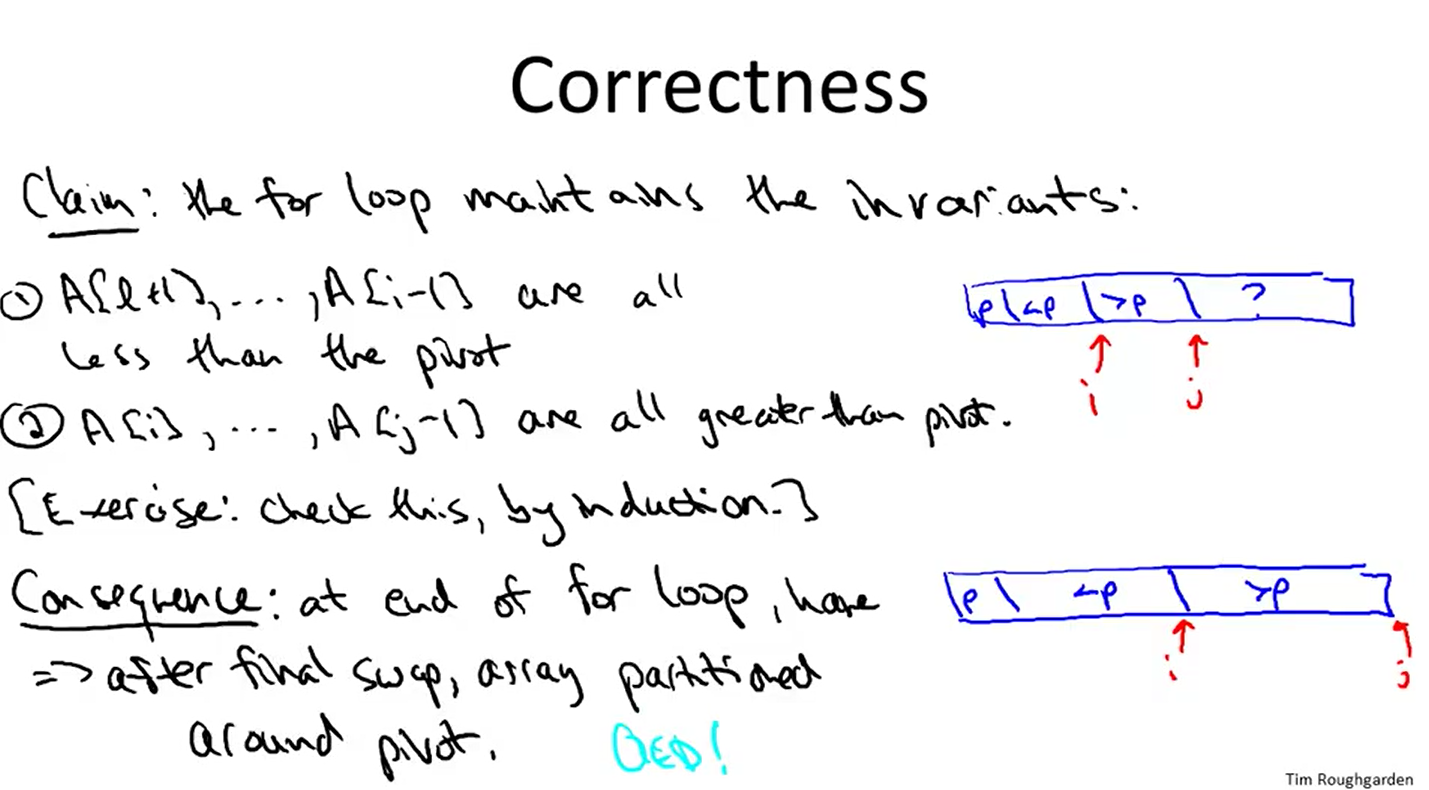 Correctness
Claim: the for loop maintains the invariants:
① A[l+1], ..., A[i-1] are all
less than the pivot
p <p >p ?
i j
② A[i], ..., A[j-1] are all greater than pivot.
[Exercise: check this, by induction.]
Consequence: at end of for loop, have
p <p >p
i j
=> after final swap, array partitioned
around pivot. QED!
Tim Roughgarden